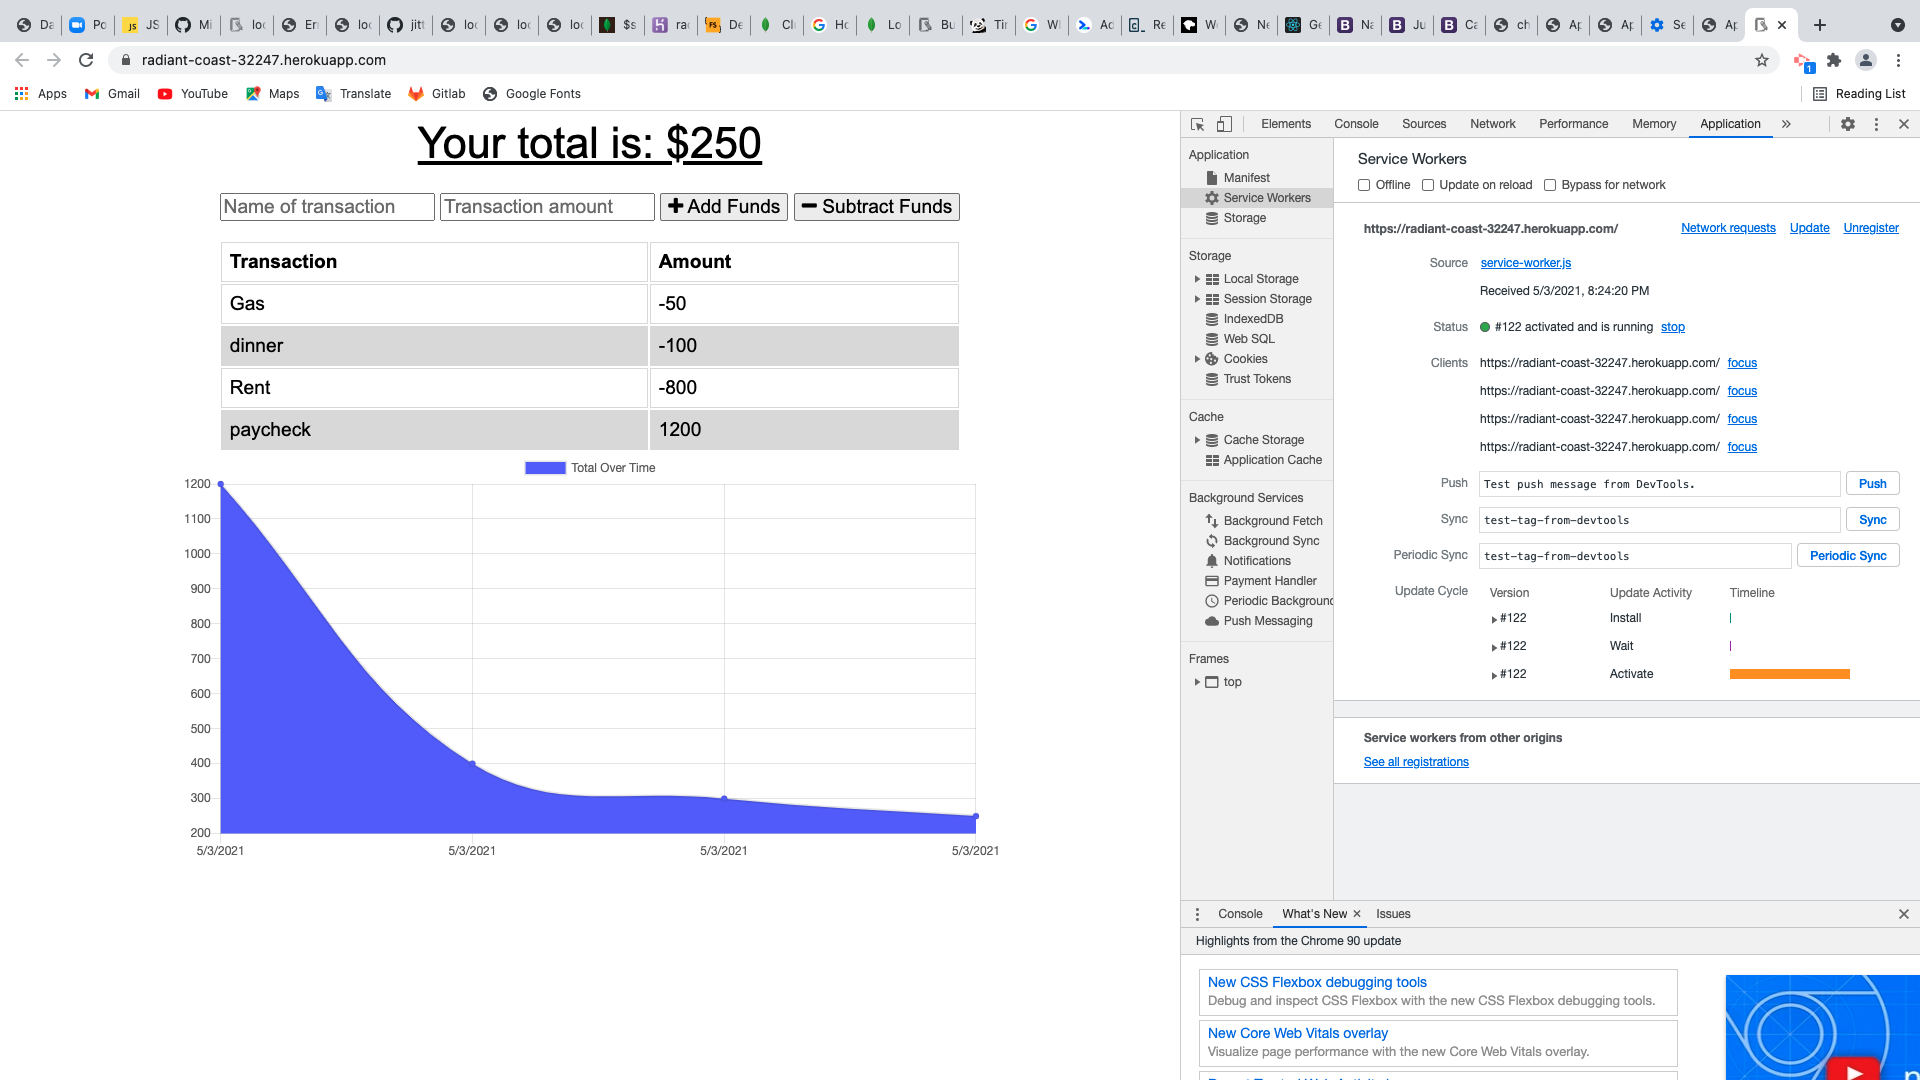 Da
Po
JS
Mi
loc
Er
loc
jitt
loc
loc
loc
$s
rac
De
Cl
Ho
Lo
Bu
Tir
Wl
Ad
Re
W
Ne
Ge
Na
Ju
Ca
ch
Ap
Ap
Se
Ap
radiant-coast-32247.herokuapp.com
1
Apps Gmail YouTube Maps Translate Gitlab Google Fonts Reading List
Your total is: $250
Name of transaction Transaction amount Add Funds Subtract Funds
Transaction Amount
Gas -50
dinner -100
Rent -800
paycheck 1200
Total Over Time
1200
1100
1000
900
800
700
600
500
400
300
200
5/3/2021 5/3/2021 5/3/2021 5/3/2021
Elements Console Sources Network Performance Memory Application »
Application
Manifest
Service Workers
Storage
Storage
Local Storage
Session Storage
IndexedDB
Web SQL
Cookies
Trust Tokens
Cache
Cache Storage
Application Cache
Background Services
Background Fetch
Background Sync
Notifications
Payment Handler
Periodic Background
Push Messaging
Frames
top
Service Workers
Offline Update on reload Bypass for network
https://radiant-coast-32247.herokuapp.com/ Network requests Update Unregister
Source service-worker.js
Received 5/3/2021, 8:24:20 PM
Status #122 activated and is running stop
Clients https://radiant-coast-32247.herokuapp.com/ focus
https://radiant-coast-32247.herokuapp.com/ focus
https://radiant-coast-32247.herokuapp.com/ focus
https://radiant-coast-32247.herokuapp.com/ focus
Push Test push message from DevTools. Push
Sync test-tag-from-devtools Sync
Periodic Sync test-tag-from-devtools Periodic Sync
Update Cycle Version Update Activity Timeline
#122 Install
#122 Wait
#122 Activate
Service workers from other origins
See all registrations
Console What's New Issues
Highlights from the Chrome 90 update
New CSS Flexbox debugging tools
Debug and inspect CSS Flexbox with the new CSS Flexbox debugging tools.
New Core Web Vitals overlay
Visualize page performance with the new Core Web Vitals overlay.